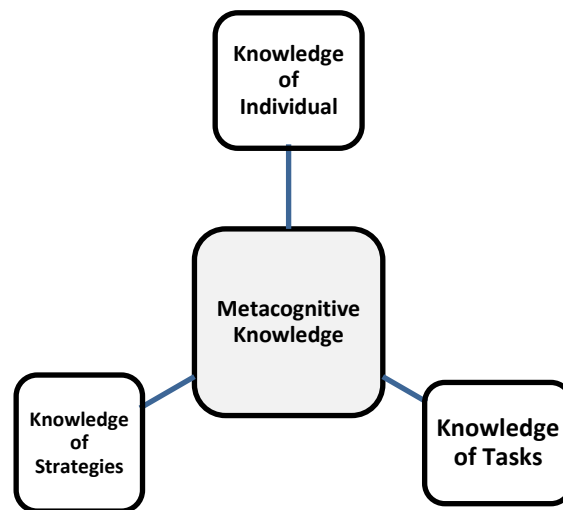 Knowledge
of
Individual
Metacognitive
Knowledge
Knowledge
of
Strategies
Knowledge
of Tasks